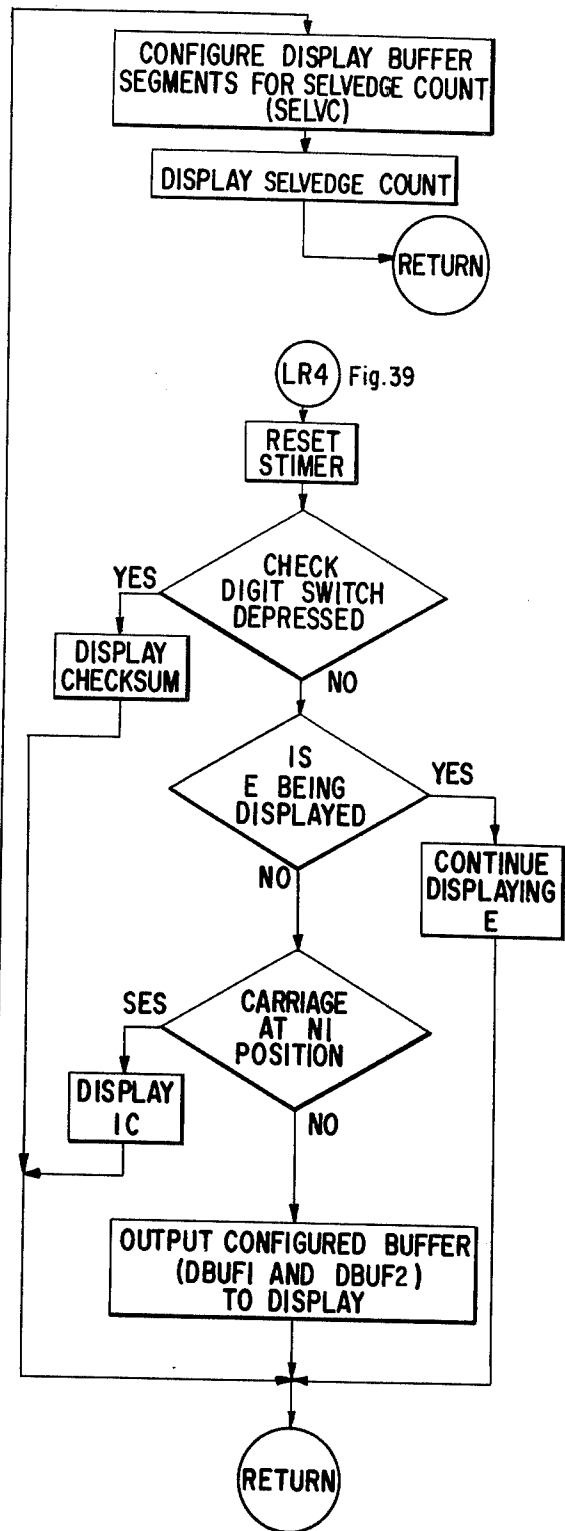 CONFIGURE DISPLAY BUFFER
SEGMENTS FOR SELVEDGE COUNT
(SELVC)
DISPLAY SELVEDGE COUNT
RETURN
LR4 Fig.39
RESET
STIMER
CHECK
DIGIT SWITCH
DEPRESSED
YES
DISPLAY
CHECKSUM
NO
IS
E BEING
DISPLAYED
YES
CONTINUE
DISPLAYING
E
NO
CARRIAGE
AT NI
POSITION
SES
DISPLAY
IC
NO
OUTPUT CONFIGURED BUFFER
(DBUF1 AND DBUF2)
TO DISPLAY
RETURN